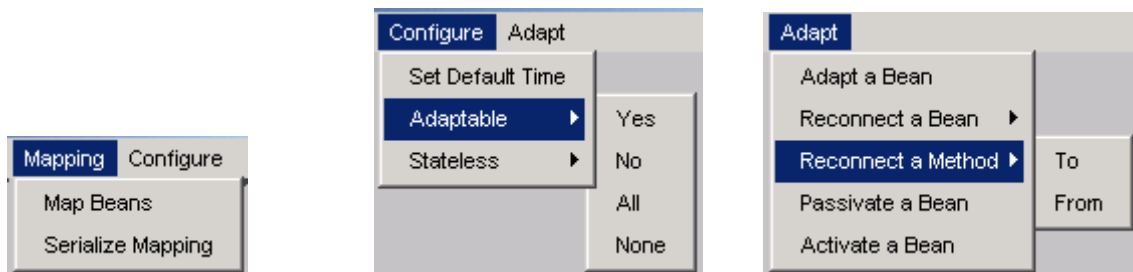 Mapping Configure
Map Beans
Serialize Mapping
Configure Adapt
Set Default Time
Adaptable
Stateless
Yes
No
All
None
Adapt
Adapt a Bean
Reconnect a Bean
Reconnect a Method
Passivate a Bean
Activate a Bean
To
From